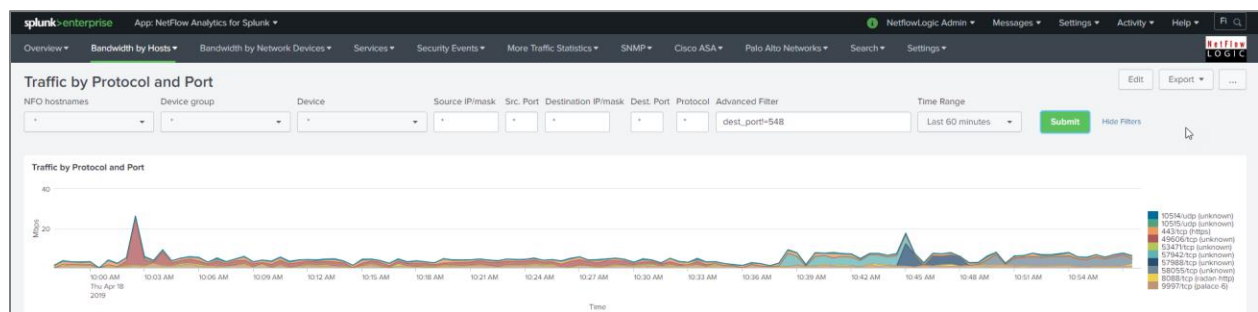 splunk>enterprise App: NetFlow Analytics for Splunk
i NetflowLogic Admin Messages Settings Activity Help Fi
Overview Bandwidth by Hosts Bandwidth by Network Devices Services Security Events More Traffic Statistics SNMP Cisco ASA Palo Alto Networks Search Settings
NetFlow
LOGIC
Traffic by Protocol and Port
Edit Export ...
NFO hostnames Device group Device Source IP/mask Src. Port Destination IP/mask Dest. Port Protocol Advanced Filter Time Range
* * * * * * * * dest_port!=548 Last 60 minutes Submit Hide Filters
Traffic by Protocol and Port
40
20
Mbps
10:00 AM 10:03 AM 10:06 AM 10:09 AM 10:12 AM 10:15 AM 10:18 AM 10:21 AM 10:24 AM 10:27 AM 10:30 AM 10:33 AM 10:36 AM 10:39 AM 10:42 AM 10:45 AM 10:48 AM 10:51 AM 10:54 AM
Thu Apr 18
2019
Time
10514/udp (unknown)
10515/udp (unknown)
443/tcp (https)
49606/tcp (unknown)
53471/tcp (unknown)
57942/tcp (unknown)
57988/tcp (unknown)
58055/tcp (unknown)
8088/tcp (radan-http)
9997/tcp (palace-6)